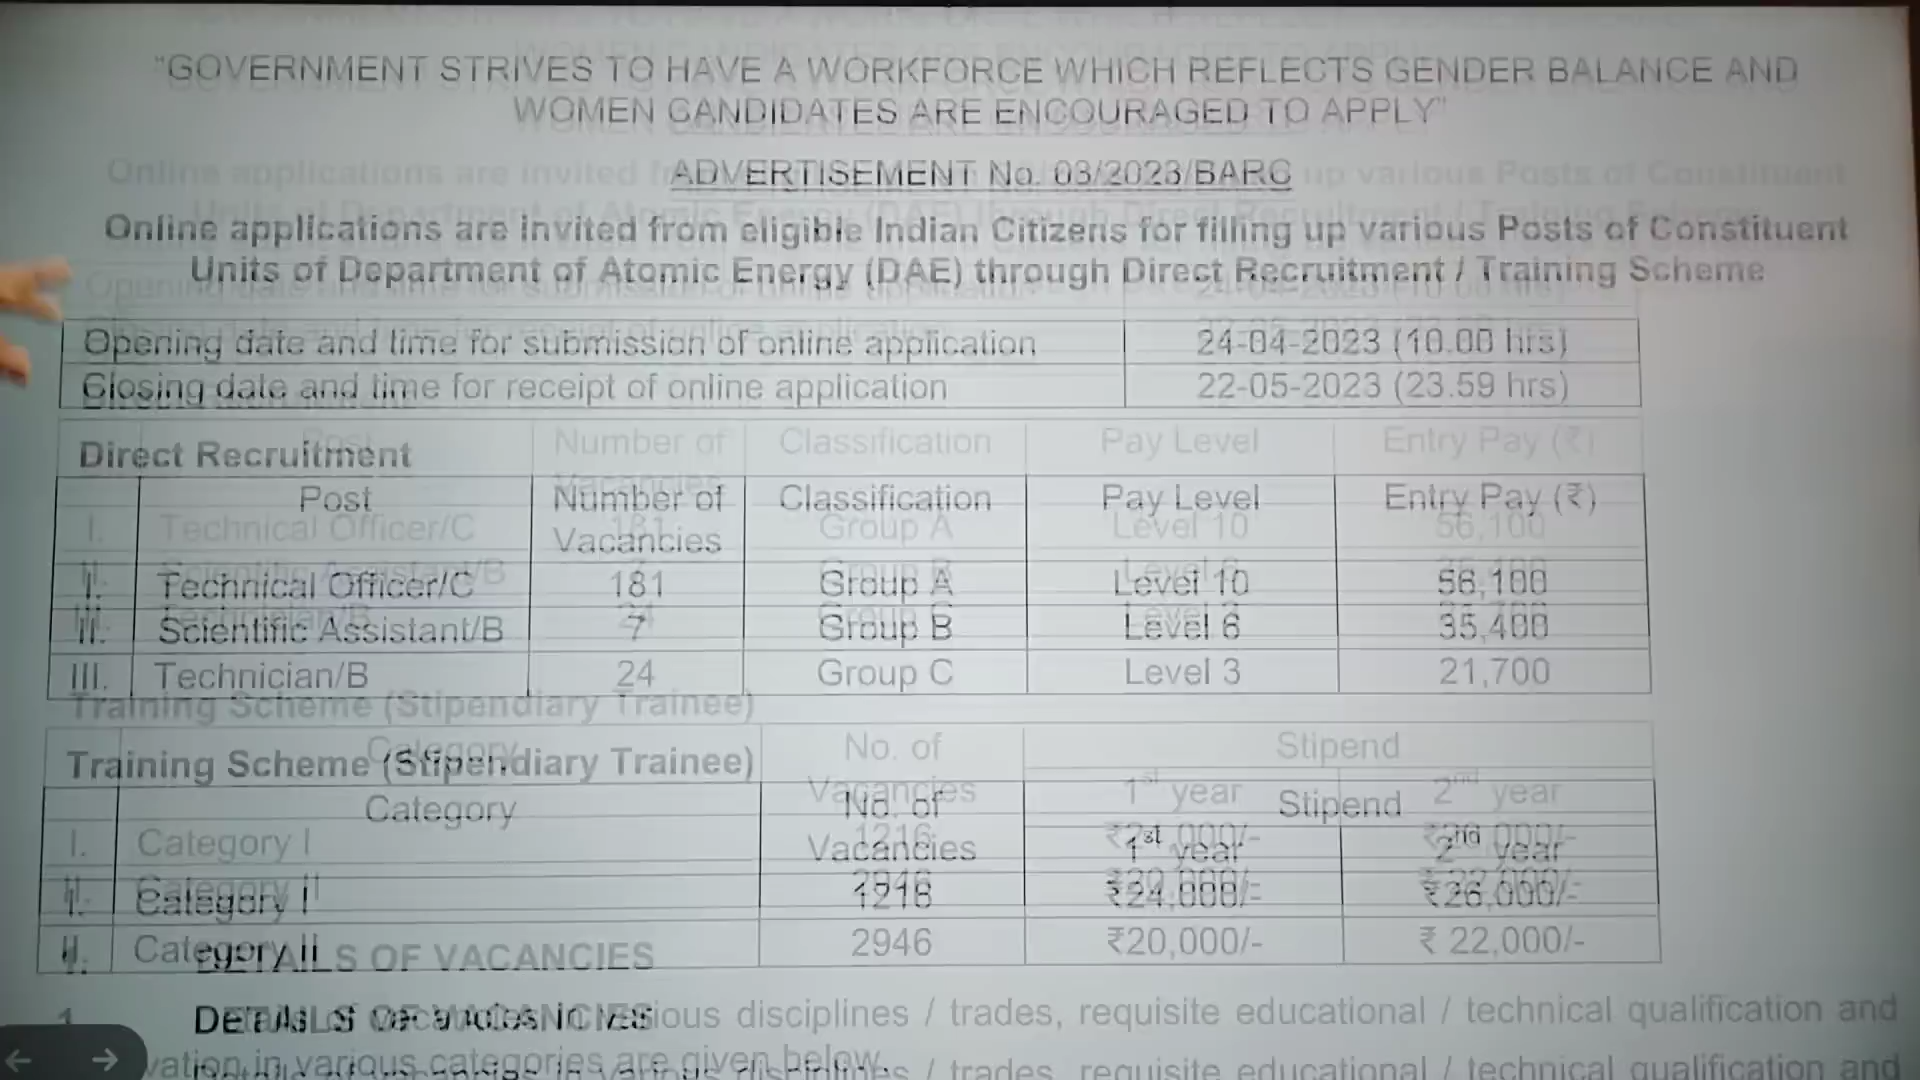 "GOVERNMENT STRIVES TO HAVE A WORKFORCE WHICH REFLECTS GENDER BALANCE AND
WOMEN CANDIDATES ARE ENCOURAGED TO APPLY"
ADVERTISEMENT No. 03/2023/BARC
Online applications are invited from eligible Indian Citizens for filling up various Posts of Constituent
Units of Department of Atomic Energy (DAE) through Direct Recruitment / Training Scheme
Opening date and time for submission of online application 24-04-2023 (10.00 hrs)
Closing date and time for receipt of online application 22-05-2023 (23.59 hrs)
Direct Recruitment
Post Number of Vacancies Classification Pay Level Entry Pay (₹)
I. Technical Officer/C 181 Group A Level 10 56,100
II. Scientific Assistant/B 7 Group B Level 6 35,400
III. Technician/B 24 Group C Level 3 21,700
Training Scheme (Stipendiary Trainee)
Category No. of Vacancies Stipend
1st year 2nd year
I. Category I 1216 ₹24,000/- ₹26,000/-
II. Category II 2946 ₹20,000/- ₹ 22,000/-
DETAILS OF VACANCIES
disciplines / trades, requisite educational / technical qualification and
in various categories are given below.